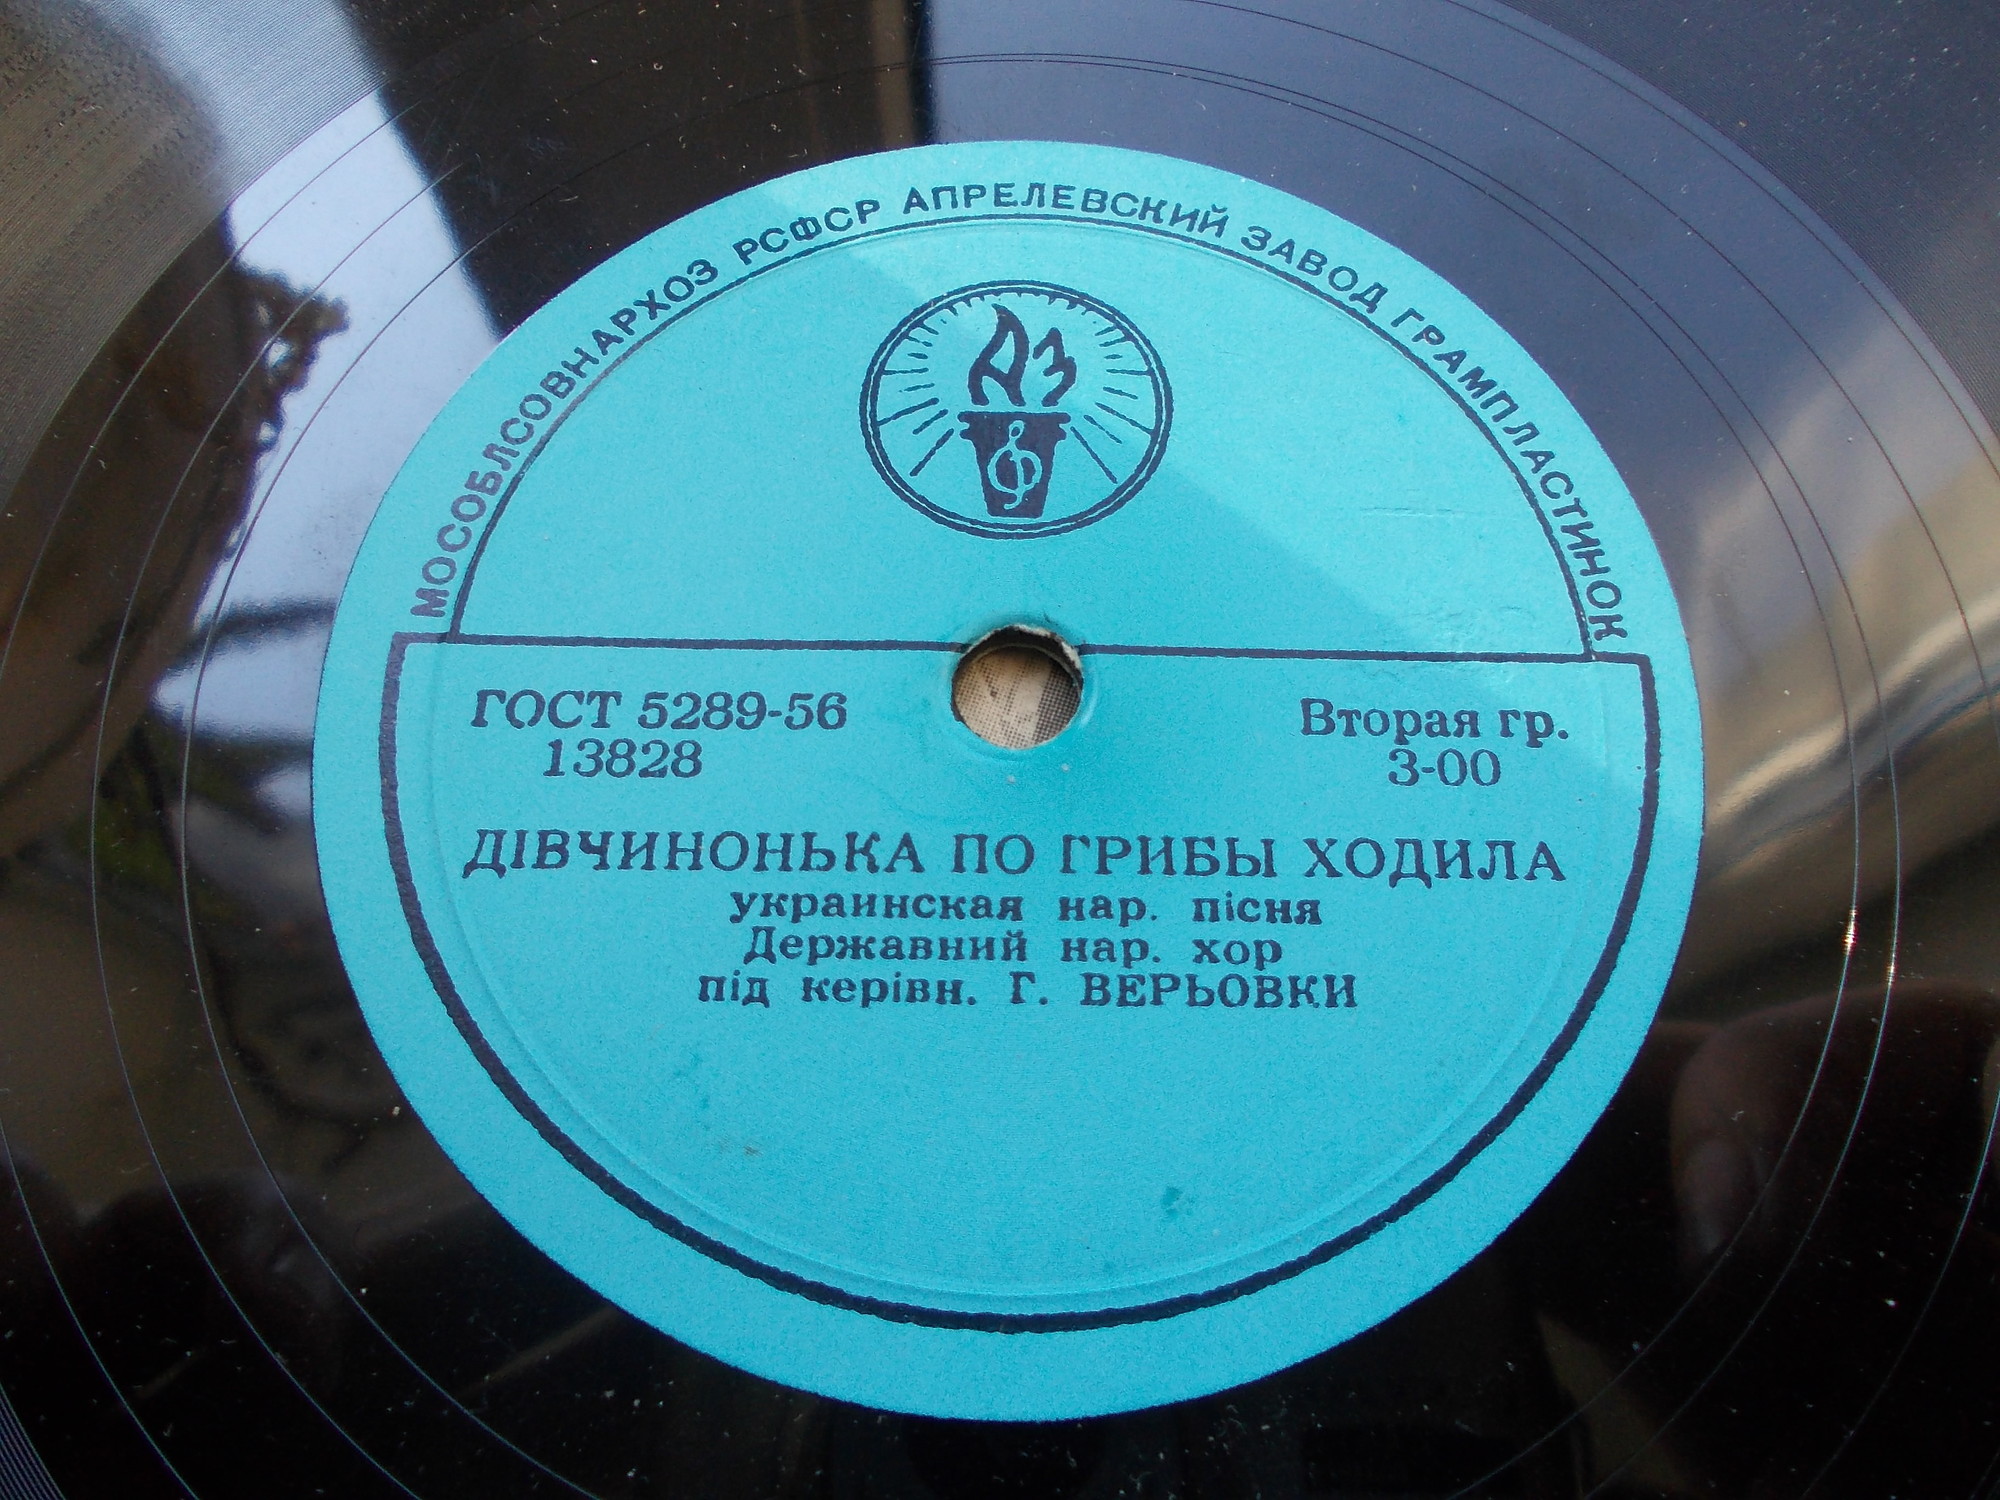 МОСОБЛСОВНАРХОЗ РСФСР АПРЕЛЕВСКИЙ ЗАВОД ГРАМПЛАСТИНОК
АЗ
ГОСТ 5289-56
13828
Вторая гр.
3-00
ДІВЧИНОНЬКА ПО ГРИБЫ ХОДИЛА
украинская нар. пісня
Державний нар. хор
під керівн. Г. ВЕРЬОВКИ